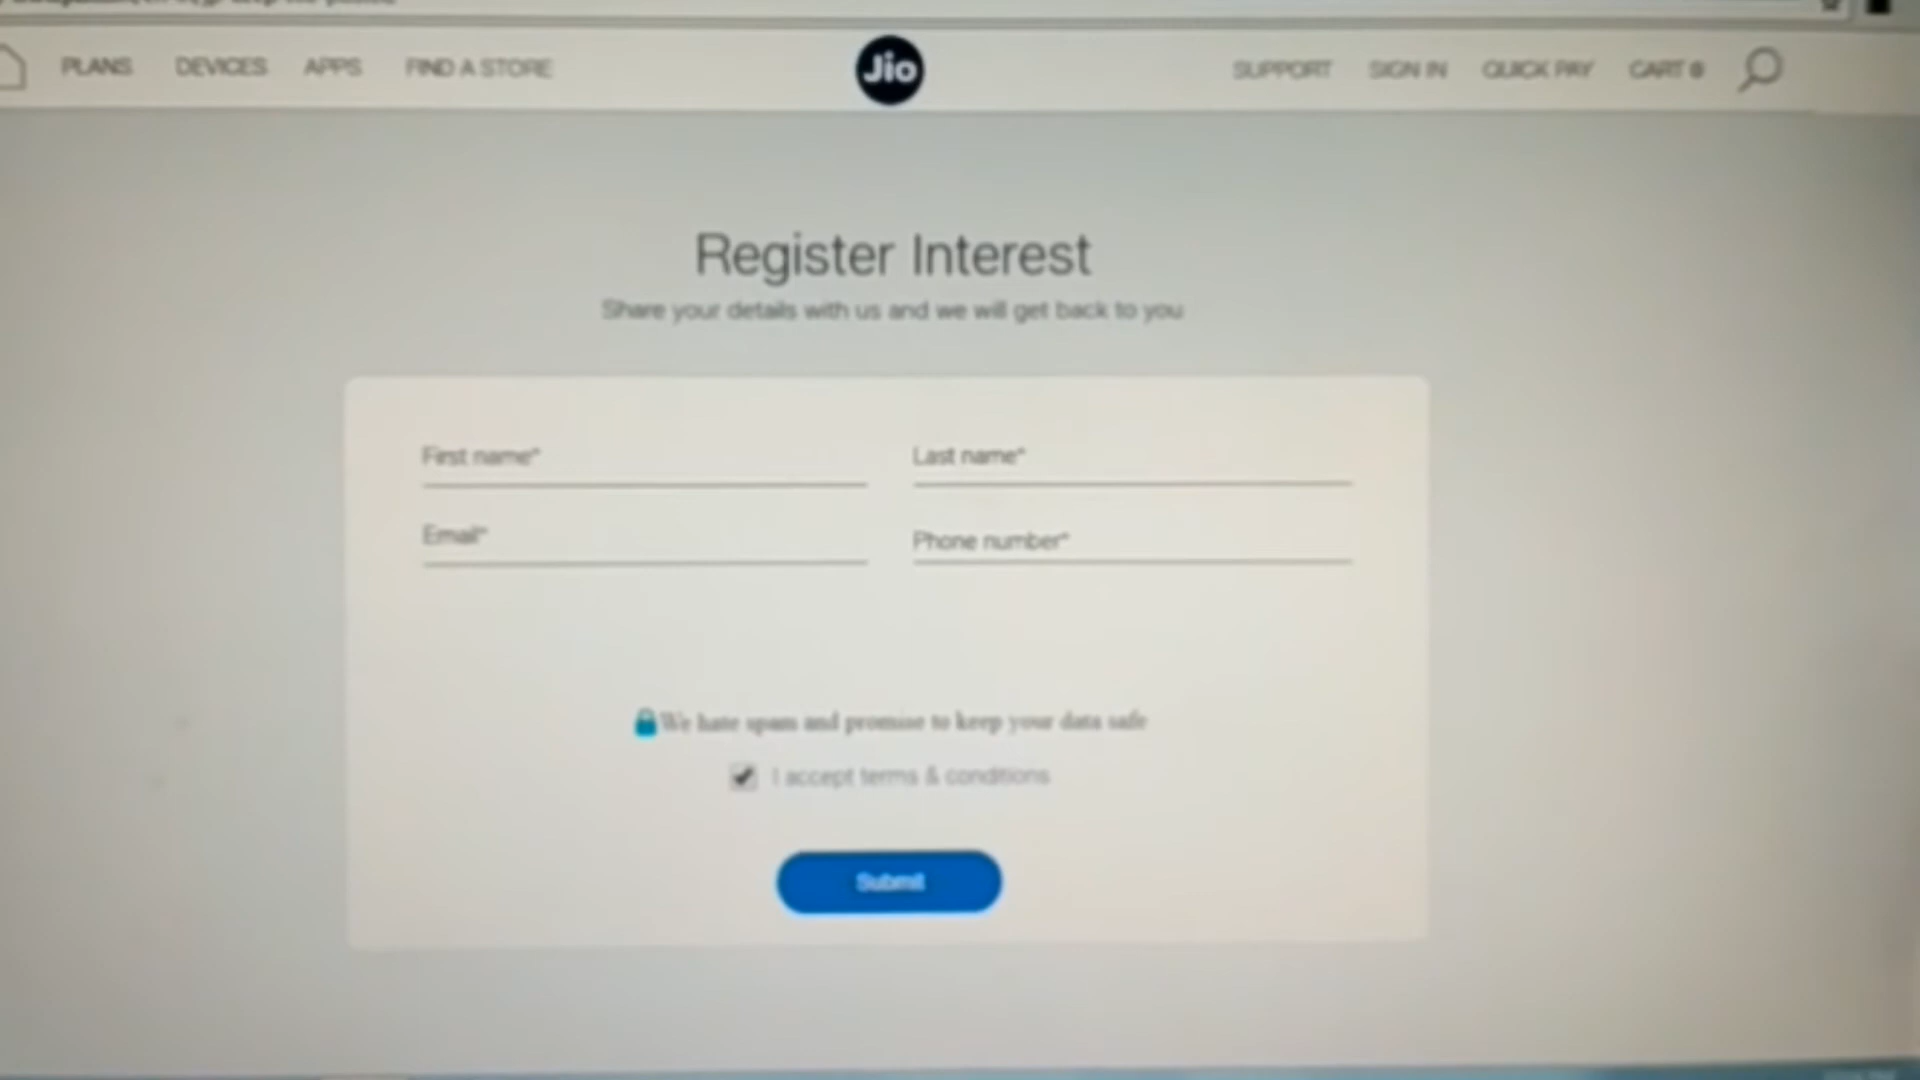 PLANS DEVICES APPS FIND A STORE Jio SUPPORT SIGN IN QUICK PAY CART 0
Register Interest
Share your details with us and we will get back to you
First name* Last name*
Email* Phone number*
We hate spam and promise to keep your data safe
I accept terms & conditions
Submit